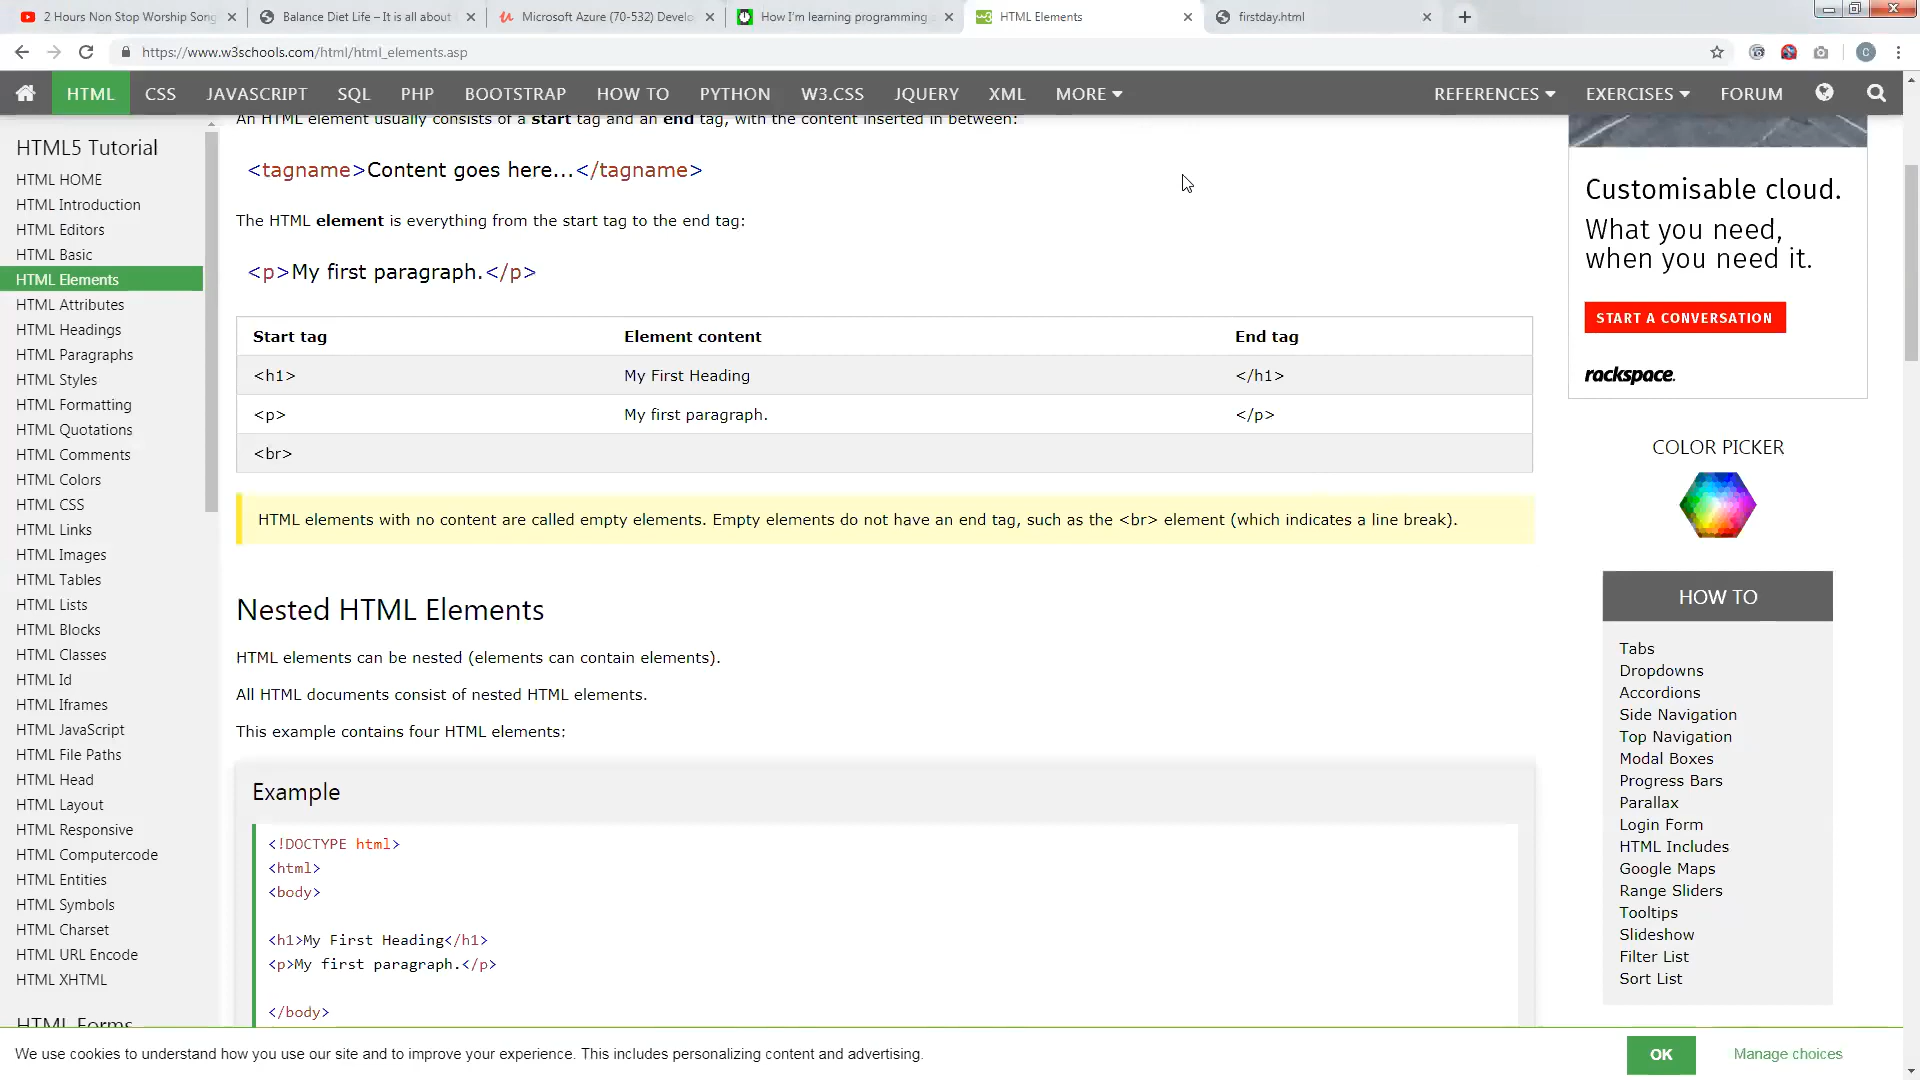 2 Hours Non Stop Worship Song
Balance Diet Life – It is all about
Microsoft Azure (70-532) Develo
How I'm learning programming
HTML Elements
firstday.html
https://www.w3schools.com/html/html_elements.asp
C
HTML
CSS
JAVASCRIPT
SQL
PHP
BOOTSTRAP
HOW TO
PYTHON
W3.CSS
JQUERY
XML
MORE
REFERENCES
EXERCISES
FORUM
HTML5 Tutorial
HTML HOME
HTML Introduction
HTML Editors
HTML Basic
HTML Elements
HTML Attributes
HTML Headings
HTML Paragraphs
HTML Styles
HTML Formatting
HTML Quotations
HTML Comments
HTML Colors
HTML CSS
HTML Links
HTML Images
HTML Tables
HTML Lists
HTML Blocks
HTML Classes
HTML Id
HTML Iframes
HTML JavaScript
HTML File Paths
HTML Head
HTML Layout
HTML Responsive
HTML Computercode
HTML Entities
HTML Symbols
HTML Charset
HTML URL Encode
HTML XHTML
HTML Forms
An HTML element usually consists of a start tag and an end tag, with the content inserted in between:
<tagname>Content goes here...</tagname>
The HTML element is everything from the start tag to the end tag:
<p>My first paragraph.</p>
Start tag Element content End tag
<h1> My First Heading </h1>
<p> My first paragraph. </p>
<br>
HTML elements with no content are called empty elements. Empty elements do not have an end tag, such as the <br> element (which indicates a line break).
Nested HTML Elements
HTML elements can be nested (elements can contain elements).
All HTML documents consist of nested HTML elements.
This example contains four HTML elements:
Example
<!DOCTYPE html>
<html>
<body>
<h1>My First Heading</h1>
<p>My first paragraph.</p>
</body>
Customisable cloud.
What you need,
when you need it.
START A CONVERSATION
rackspace.
COLOR PICKER
HOW TO
Tabs
Dropdowns
Accordions
Side Navigation
Top Navigation
Modal Boxes
Progress Bars
Parallax
Login Form
HTML Includes
Google Maps
Range Sliders
Tooltips
Slideshow
Filter List
Sort List
We use cookies to understand how you use our site and to improve your experience. This includes personalizing content and advertising.
OK
Manage choices